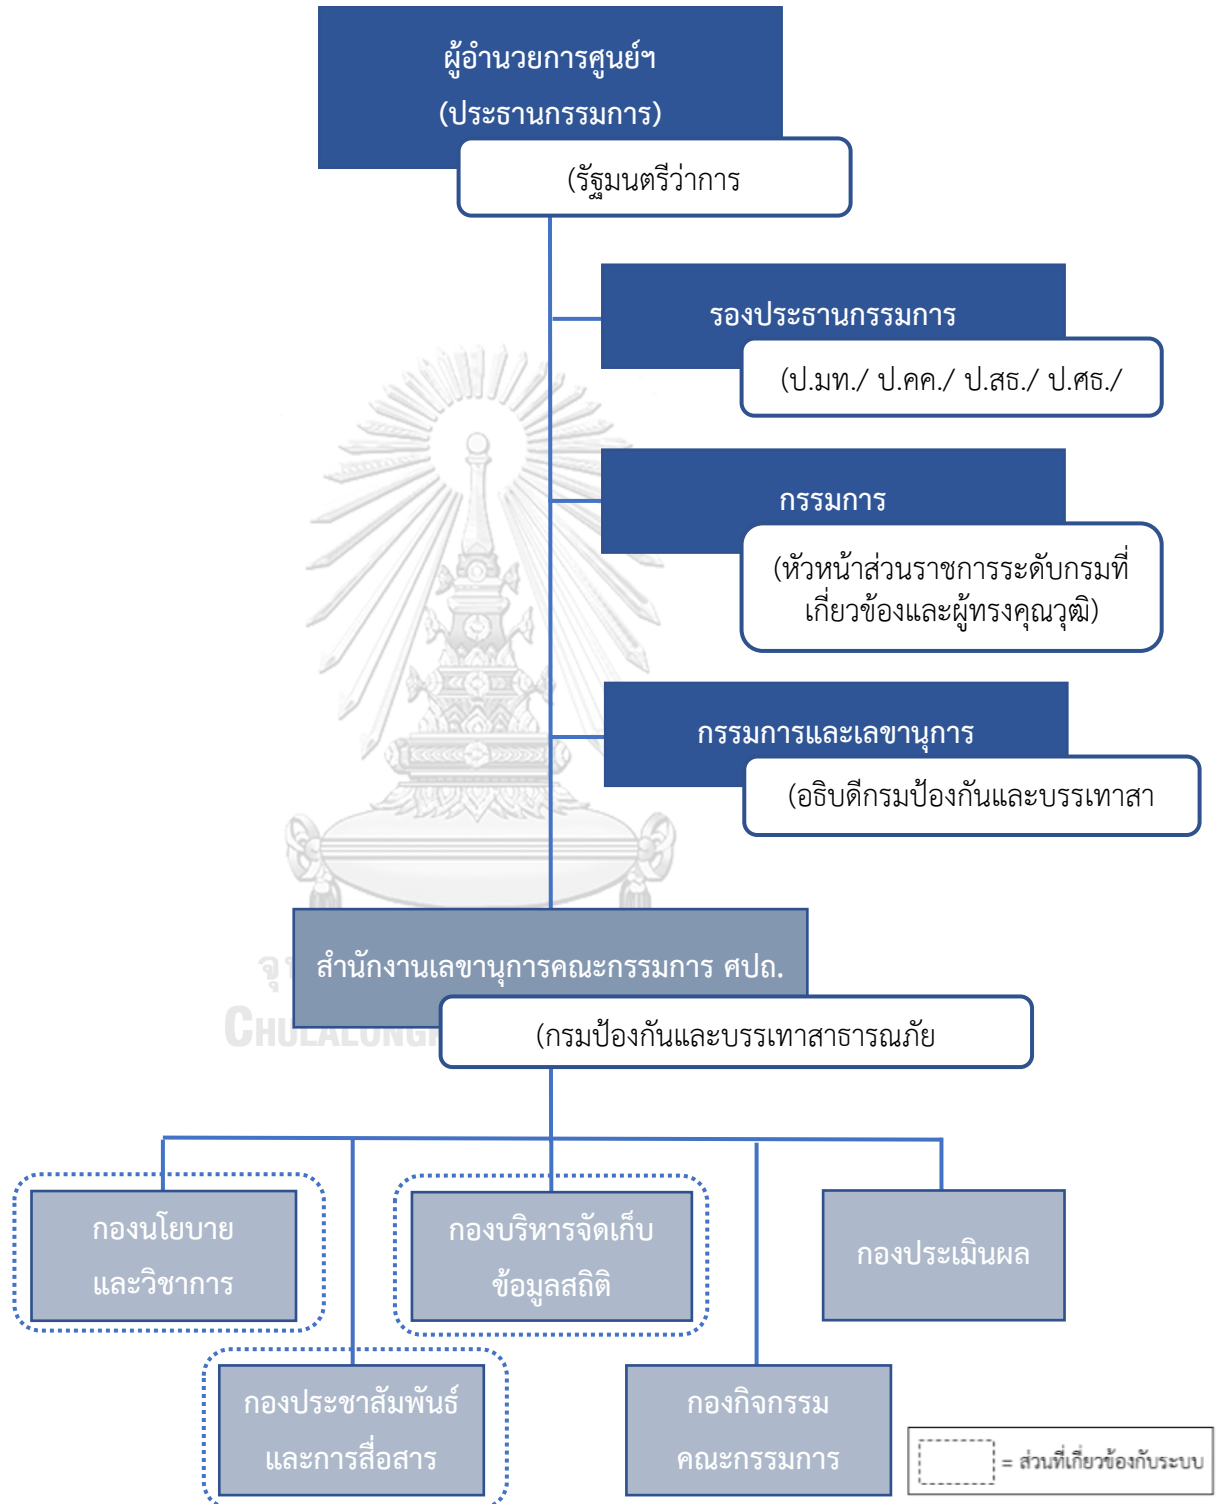 ผู้อำนวยการศูนย์ฯ
(ประธานกรรมการ)
(รัฐมนตรีว่าการ
รองประธานกรรมการ
(ป.มท./ ป.คค./ ป.สธ./ ป.ศธ./
กรรมการ
(หัวหน้าส่วนราชการระดับกรมที่
เกี่ยวข้องและผู้ทรงคุณวุฒิ)
กรรมการและเลขานุการ
(อธิบดีกรมป้องกันและบรรเทาสา
สำนักงานเลขานุการคณะกรรมการ ศปถ.
(กรมป้องกันและบรรเทาสาธารณภัย
กองนโยบาย
และวิชาการ
กองบริหารจัดเก็บ
ข้อมูลสถิติ
กองประเมินผล
กองประชาสัมพันธ์
และการสื่อสาร
กองกิจกรรม
คณะกรรมการ
= ส่วนที่เกี่ยวข้องกับระบบ